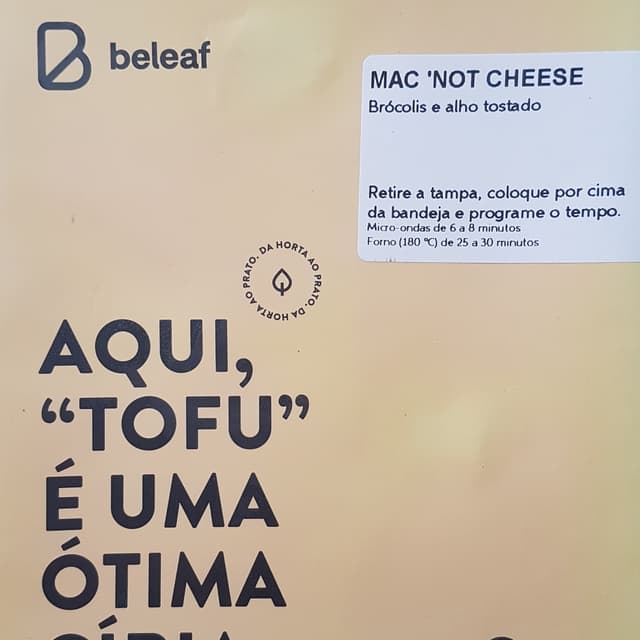 beleaf
MAC 'NOT CHEESE
Brócolis e alho tostado
Retire a tampa, coloque por cima
da bandeja e programe o tempo.
Micro-ondas de 6 a 8 minutos
Forno (180 ºC) de 25 a 30 minutos
DA HORTA AO PRATO. DA HORTA AO PRATO.
AQUI,
“TOFU”
É UMA
ÓTIMA